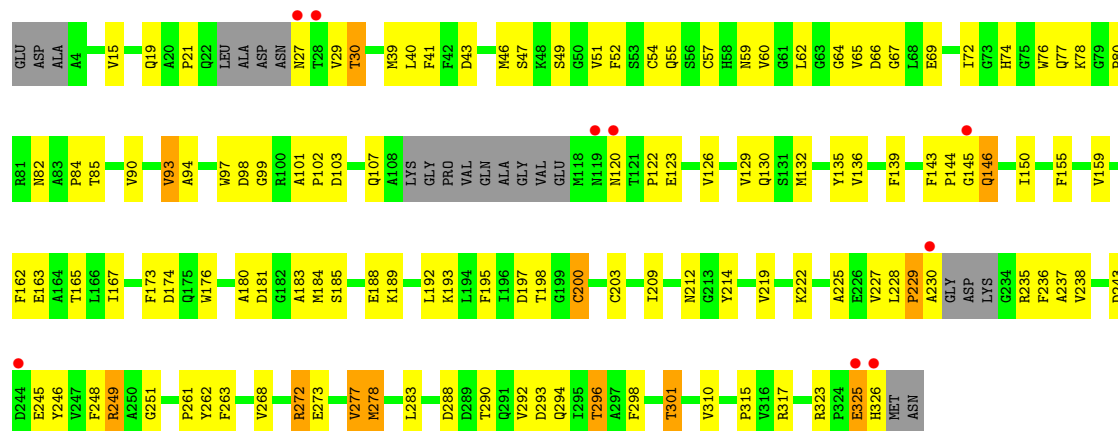 GLU ASP ALA A4 V15 Q19 A20 P21 Q22 LEU ALA ASP ASN N27 T28 V29 T30 M39 L40 F41 F42 D43 M46 S47 K48 S49 G50 V51 F52 S53 C54 Q55 S56 C57 H58 N59 V60 G61 L62 G63 G64 V65 D66 G67 L68 E69 I72 G73 H74 G75 W76 Q77 K78 G79 P80
R81 N82 A83 P84 T85 V90 V93 A94 W97 D98 G99 R100 A101 P102 D103 Q107 A108 LYS GLY PRO VAL GLN ALA GLY VAL GLU M118 N119 N120 T121 P122 E123 V126 V129 Q130 S131 M132 Y135 V136 F139 F143 P144 G145 Q146 I150 F155 V159
F162 E163 A164 T165 L166 I167 F173 D174 Q175 W176 A180 D181 G182 A183 M184 S185 E188 K189 L192 K193 L194 F195 I196 D197 T198 G199 C200 C203 I209 N212 G213 Y214 V219 K222 A225 E226 V227 L228 P229 A230 GLY ASP LYS G234 R235 F236 A237 V238
D244 E245 Y246 V247 F248 R249 A250 G251 P261 Y262 F263 V268 R272 E273 V277 M278 L283 D288 D289 T290 Q291 V292 D293 Q294 I295 T296 A297 F298 T301 V310 P315 V316 R317 R323 P324 E325 H326 MET ASN